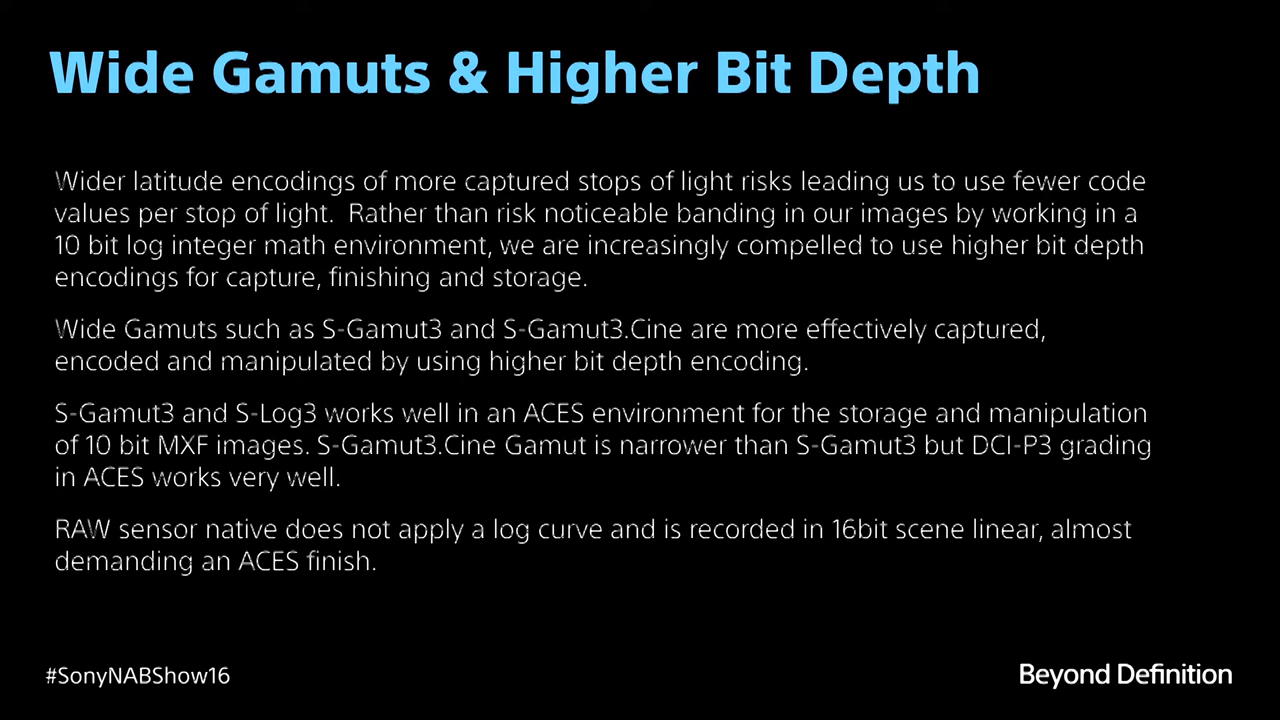 Wide Gamuts & Higher Bit Depth
Wider latitude encodings of more captured stops of light risks leading us to use fewer code
values per stop of light.  Rather than risk noticeable banding in our images by working in a
10 bit log integer math environment, we are increasingly compelled to use higher bit depth
encodings for capture, finishing and storage.
Wide Gamuts such as S-Gamut3 and S-Gamut3.Cine are more effectively captured,
encoded and manipulated by using higher bit depth encoding.
S-Gamut3 and S-Log3 works well in an ACES environment for the storage and manipulation
of 10 bit MXF images. S-Gamut3.Cine Gamut is narrower than S-Gamut3 but DCI-P3 grading
in ACES works very well.
RAW sensor native does not apply a log curve and is recorded in 16bit scene linear, almost
demanding an ACES finish.
#SonyNABShow16
Beyond Definition